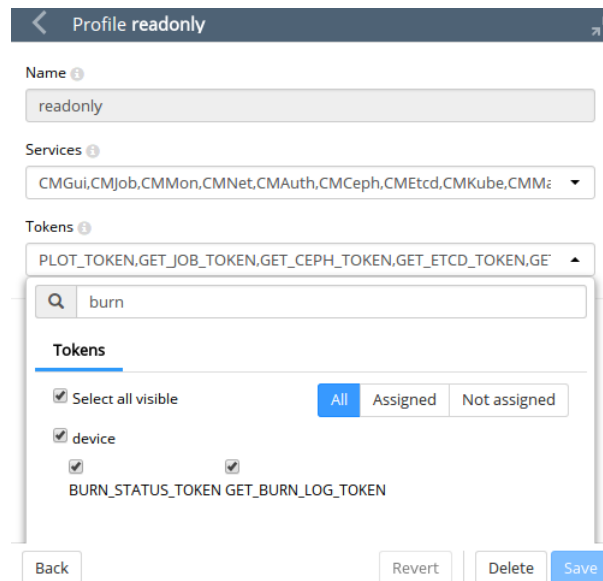 Profile readonly
Name
readonly
Services
CMGui,CMJob,CMMon,CMNet,CMAuth,CMCeph,CMEtcd,CMKube,CMMa
Tokens
PLOT_TOKEN,GET_JOB_TOKEN,GET_CEPH_TOKEN,GET_ETCD_TOKEN,GET
burn
Tokens
Select all visible All Assigned Not assigned
device
BURN_STATUS_TOKEN GET_BURN_LOG_TOKEN
Back Revert Delete Save